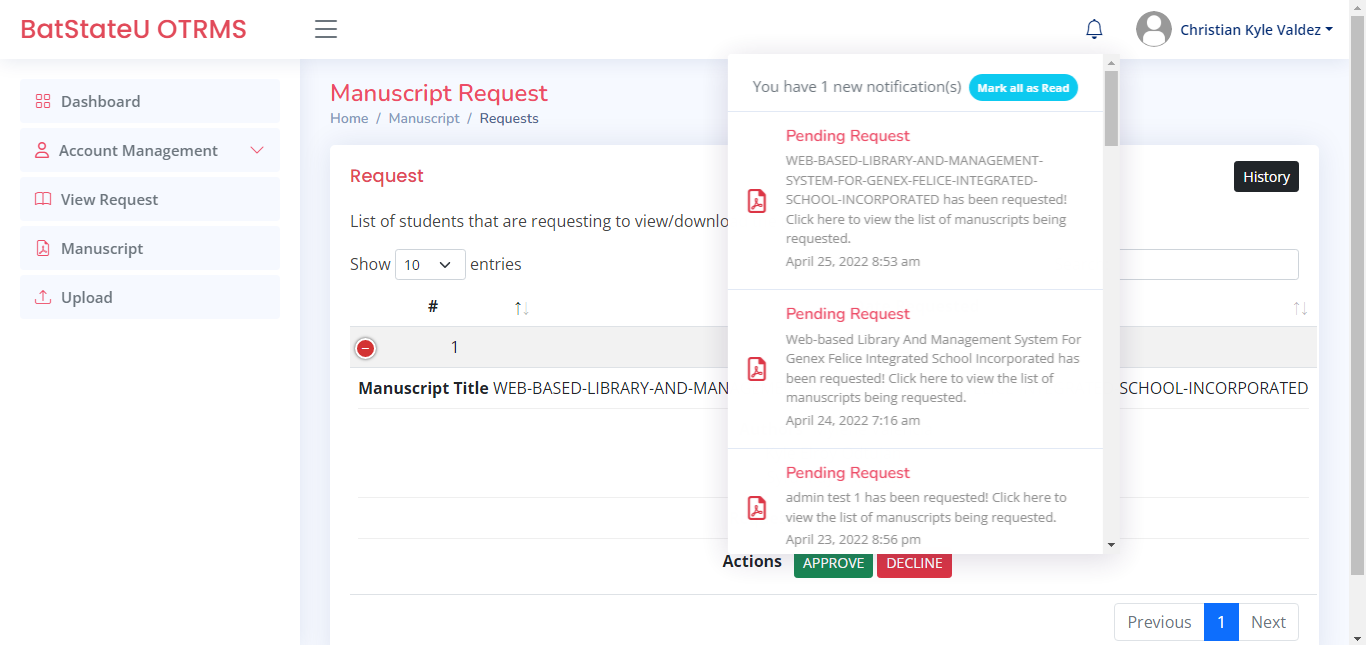 BatStateU OTRMS
Christian Kyle Valdez
Dashboard
Account Management
View Request
Manuscript
Upload
Manuscript Request
Home / Manuscript / Requests
Request
History
List of students that are requesting to view/downlo
Show 10 entries
#
1
Manuscript Title WEB-BASED-LIBRARY-AND-MAN
SCHOOL-INCORPORATED
Actions APPROVE DECLINE
Previous 1 Next
You have 1 new notification(s) Mark all as Read
Pending Request
WEB-BASED-LIBRARY-AND-MANAGEMENT-
SYSTEM-FOR-GENEX-FELICE-INTEGRATED-
SCHOOL-INCORPORATED has been requested!
Click here to view the list of manuscripts being
requested.
April 25, 2022 8:53 am
Pending Request
Web-based Library And Management System For
Genex Felice Integrated School Incorporated has
been requested! Click here to view the list of
manuscripts being requested.
April 24, 2022 7:16 am
Pending Request
admin test 1 has been requested! Click here to
view the list of manuscripts being requested.
April 23, 2022 8:56 pm